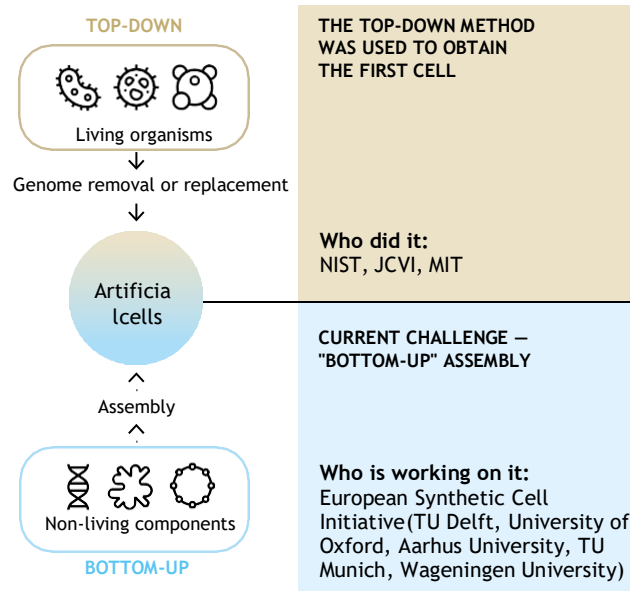 TOP-DOWN
Living organisms
Genome removal or replacement
Artificia
lcells
Assembly
Non-living components
BOTTOM-UP
THE TOP-DOWN METHOD
WAS USED TO OBTAIN
THE FIRST CELL
Who did it:
NIST, JCVI, MIT
CURRENT CHALLENGE —
"BOTTOM-UP" ASSEMBLY
Who is working on it:
European Synthetic Cell
Initiative(TU Delft, University of
Oxford, Aarhus University, TU
Munich, Wageningen University)